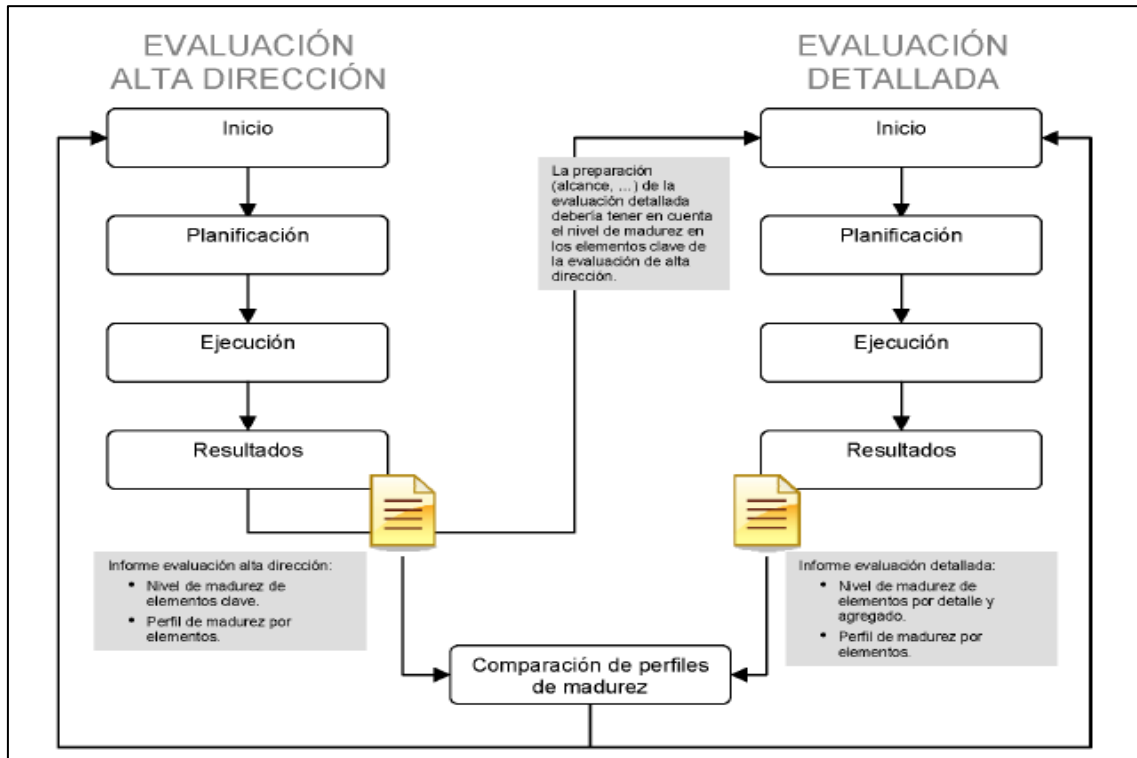 EVALUACIÓN
ALTA DIRECCIÓN
Inicio
Planificación
Ejecución
Resultados
Informe evaluación alta dirección:
• Nivel de madurez de
elementos clave.
• Perfil de madurez por
elementos.
La preparación
(alcance, ...) de la
evaluación detallada
debería tener en cuenta
el nivel de madurez en
los elementos clave de
la evaluación de alta
dirección.
EVALUACIÓN
DETALLADA
Inicio
Planificación
Ejecución
Resultados
Informe evaluación detallada:
• Nivel de madurez de
elementos por detalle y
agregado.
• Perfil de madurez por
elementos.
Comparación de perfiles
de madurez